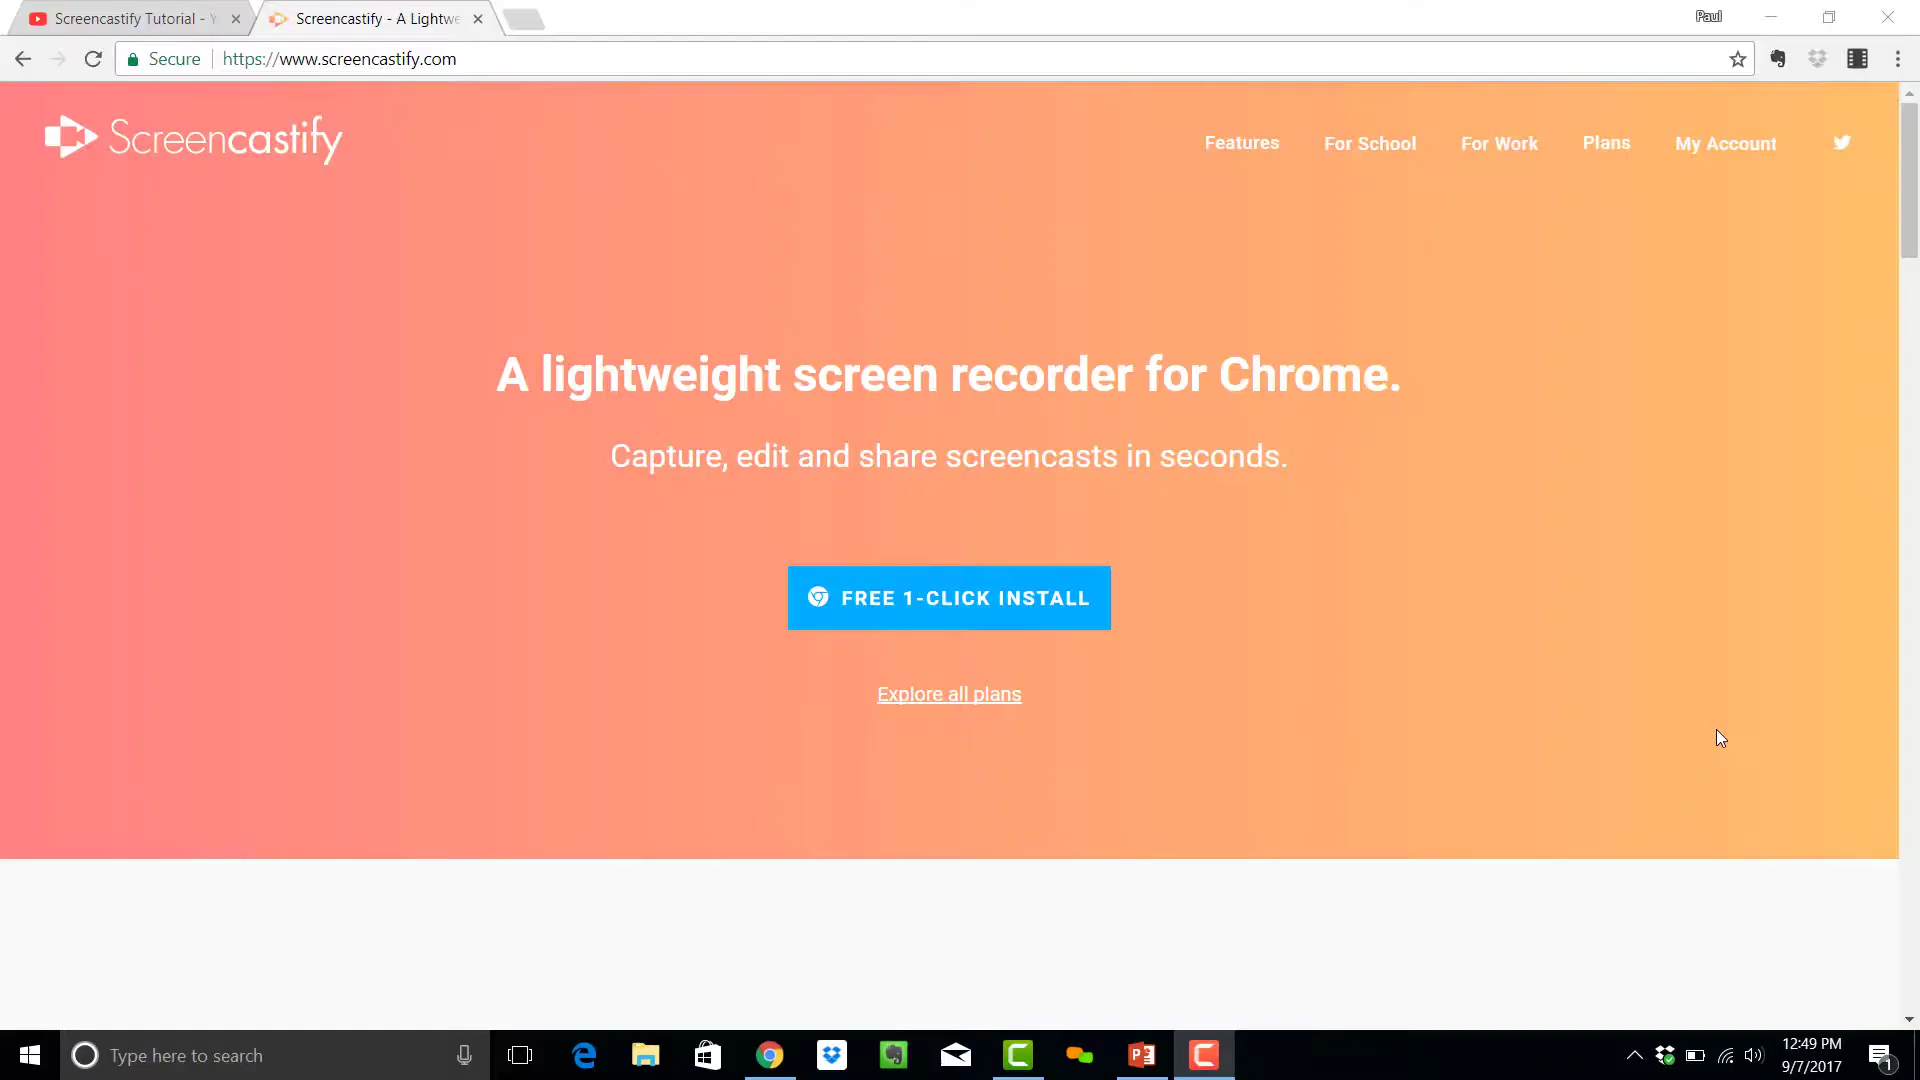 Screencastify Tutorial - Y
Screencastify - A Lightwe
Paul
Secure
https://www.screencastify.com
Screencastify
Features
For School
For Work
Plans
My Account
A lightweight screen recorder for Chrome.
Capture, edit and share screencasts in seconds.
FREE 1-CLICK INSTALL
Explore all plans
Type here to search
12:49 PM
9/7/2017
1